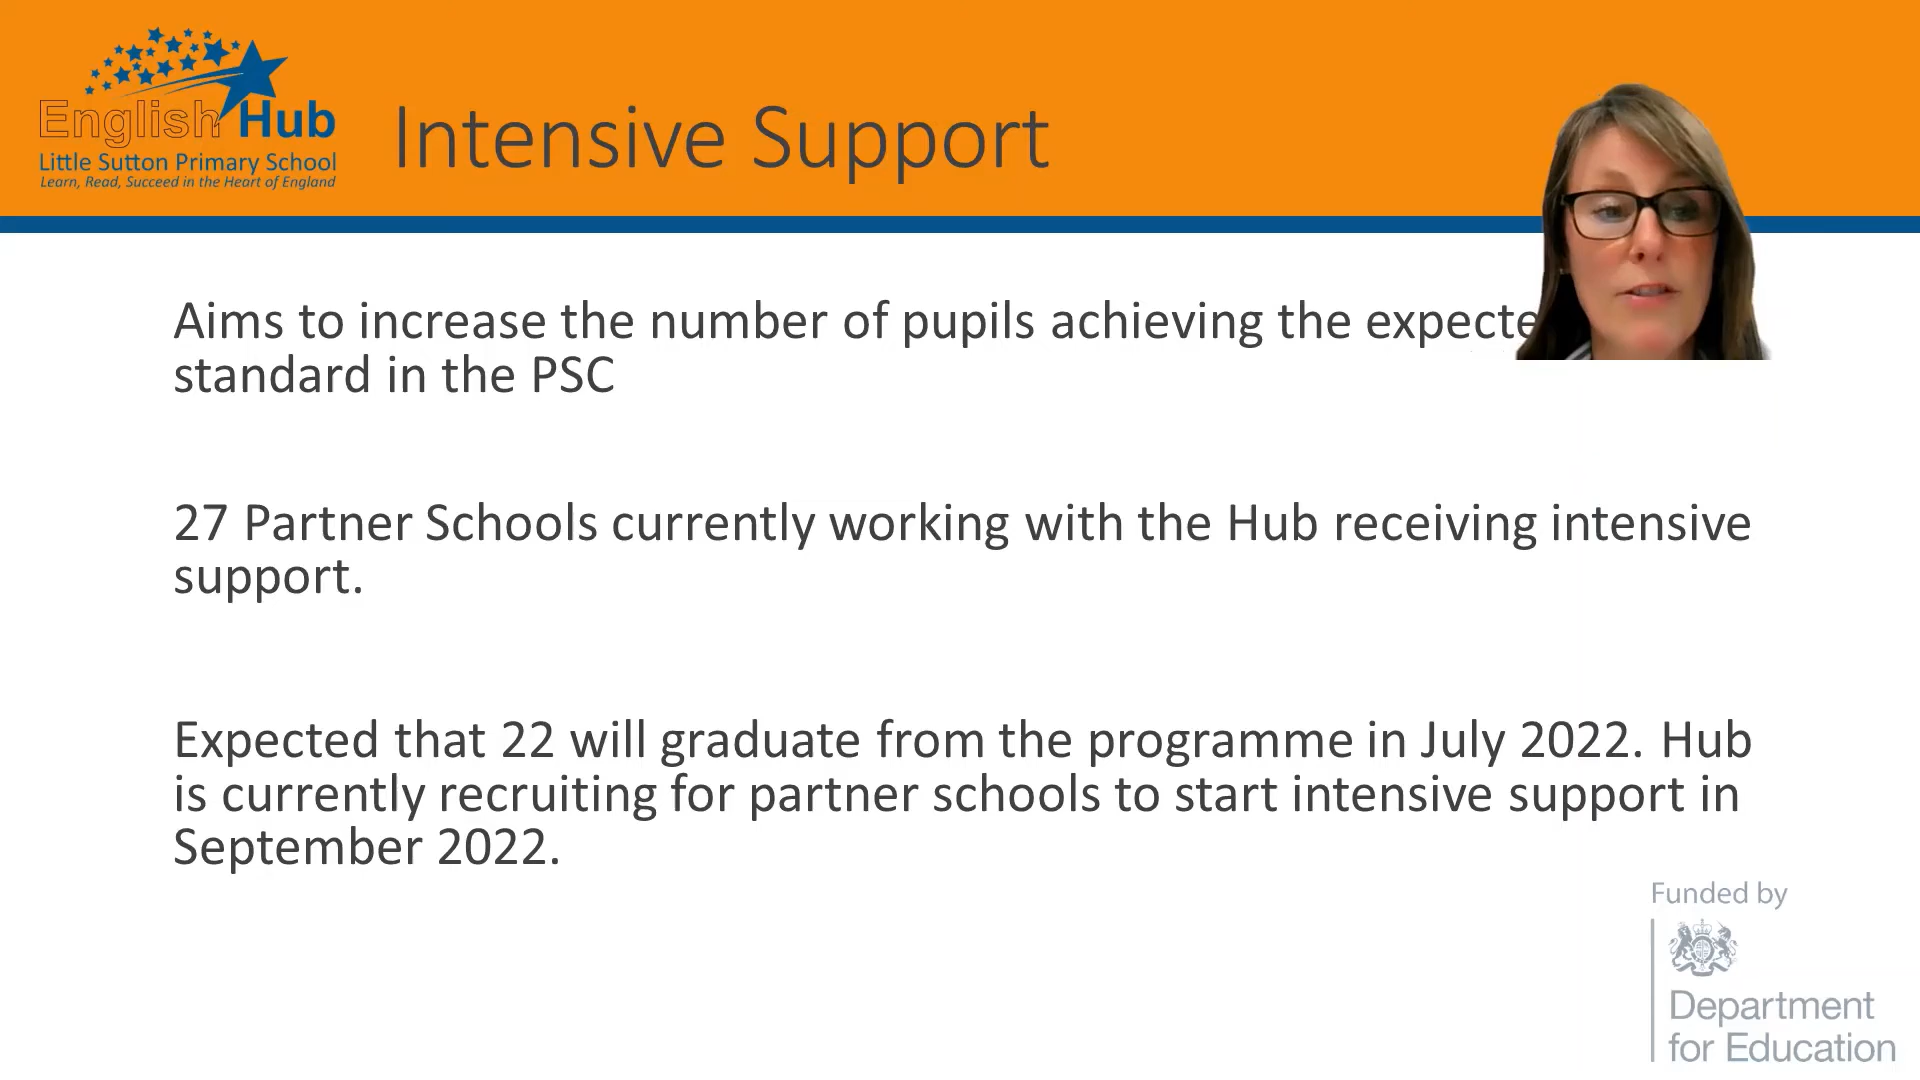 English Hub
Little Sutton Primary School
Learn, Read, Succeed in the Heart of England
Intensive Support
Aims to increase the number of pupils achieving the expecte
standard in the PSC
27 Partner Schools currently working with the Hub receiving intensive
support.
Expected that 22 will graduate from the programme in July 2022. Hub
is currently recruiting for partner schools to start intensive support in
September 2022.
Funded by
Department
for Education